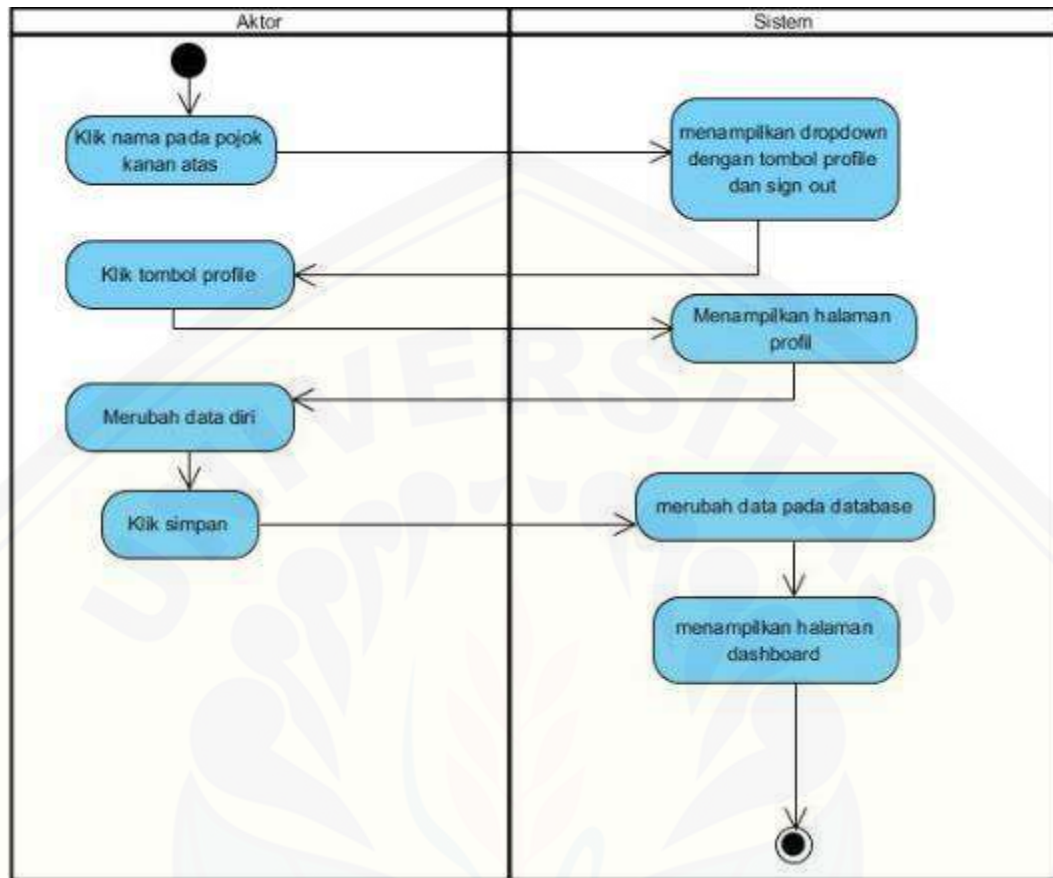 Aktor
Sistem
Klik nama pada pojok
kanan atas
menampilkan dropdown
dengan tombol profile
dan sign out
Klik tombol profile
Menampilkan halaman
profil
Merubah data diri
Klik simpan
merubah data pada database
menampilkan halaman
dashboard
UNIVERSITAS